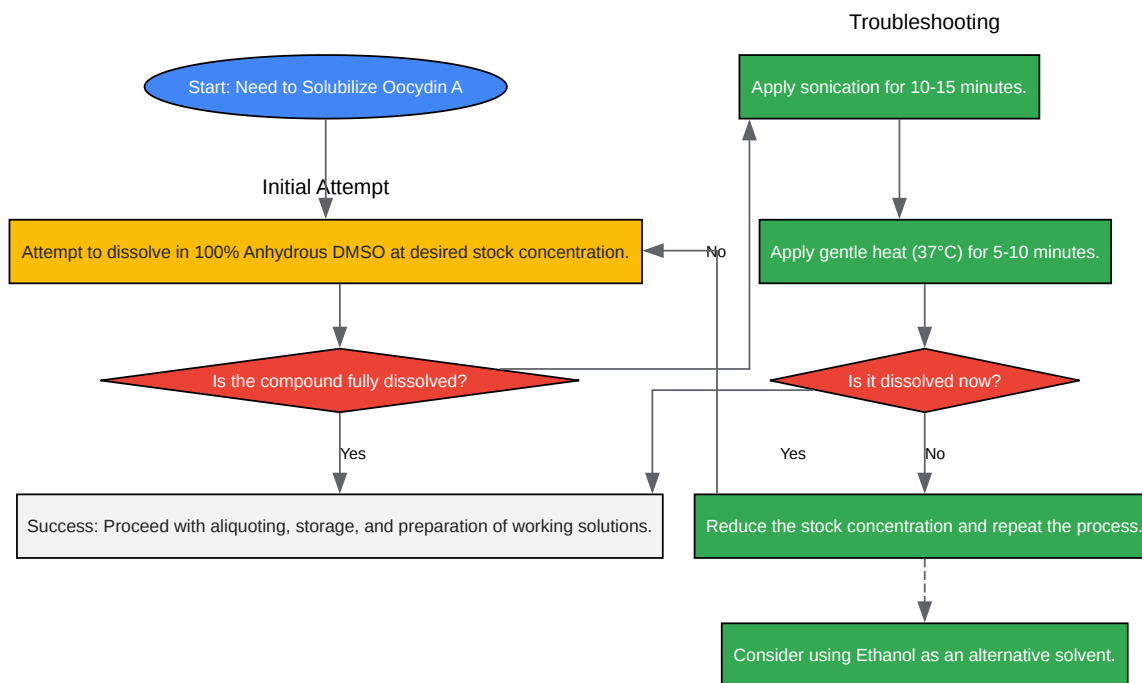 Troubleshooting
Start: Need to Solubilize Oocydin A
Apply sonication for 10-15 minutes.
Initial Attempt
Attempt to dissolve in 100% Anhydrous DMSO at desired stock concentration.
No
Apply gentle heat (37°C) for 5-10 minutes.
Is the compound fully dissolved?
Is it dissolved now?
Yes
Yes
No
Success: Proceed with aliquoting, storage, and preparation of working solutions.
Reduce the stock concentration and repeat the process.
Consider using Ethanol as an alternative solvent.